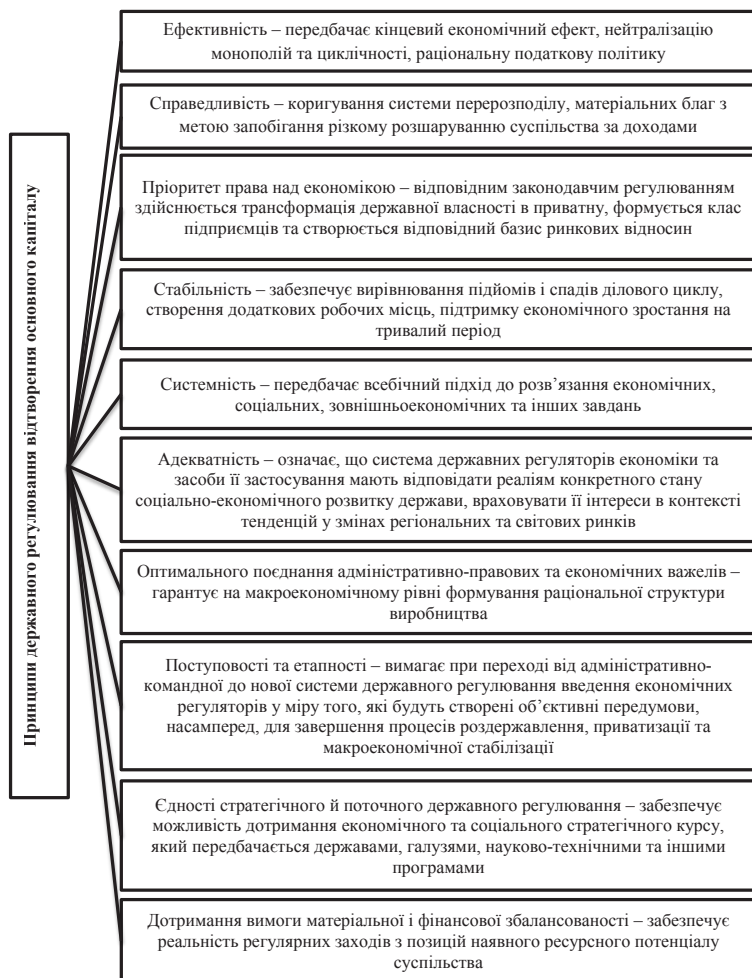 Принципи державного регулювання відтворення основного капіталу
Ефективність – передбачає кінцевий економічний ефект, нейтралізацію
монополій та циклічності, раціональну податкову політику
Справедливість – коригування системи перерозподілу, матеріальних благ з
метою запобігання різкому розшаруванню суспільства за доходами
Пріоритет права над економікою – відповідним законодавчим регулюванням
здійснюється трансформація державної власності в приватну, формується клас
підприємців та створюється відповідний базис ринкових відносин
Стабільність – забезпечує вирівнювання підйомів і спадів ділового циклу,
створення додаткових робочих місць, підтримку економічного зростання на
тривалий період
Системність – передбачає всебічний підхід до розв’язання економічних,
соціальних, зовнішньоекономічних та інших завдань
Адекватність – означає, що система державних регуляторів економіки та
засоби її застосування мають відповідати реаліям конкретного стану
соціально-економічного розвитку держави, враховувати її інтереси в контексті
тенденцій у змінах регіональних та світових ринків
Оптимального поєднання адміністративно-правових та економічних важелів –
гарантує на макроекономічному рівні формування раціональної структури
виробництва
Поступовості та етапності – вимагає при переході від адміністративно-
командної до нової системи державного регулювання введення економічних
регуляторів у міру того, які будуть створені об’єктивні передумови,
насамперед, для завершення процесів роздержавлення, приватизації та
макроекономічної стабілізації
Єдності стратегічного й поточного державного регулювання – забезпечує
можливість дотримання економічного та соціального стратегічного курсу,
який передбачається державами, галузями, науково-технічними та іншими
програмами
Дотримання вимоги матеріальної і фінансової збалансованості – забезпечує
реальність регулярних заходів з позицій наявного ресурсного потенціалу
суспільства